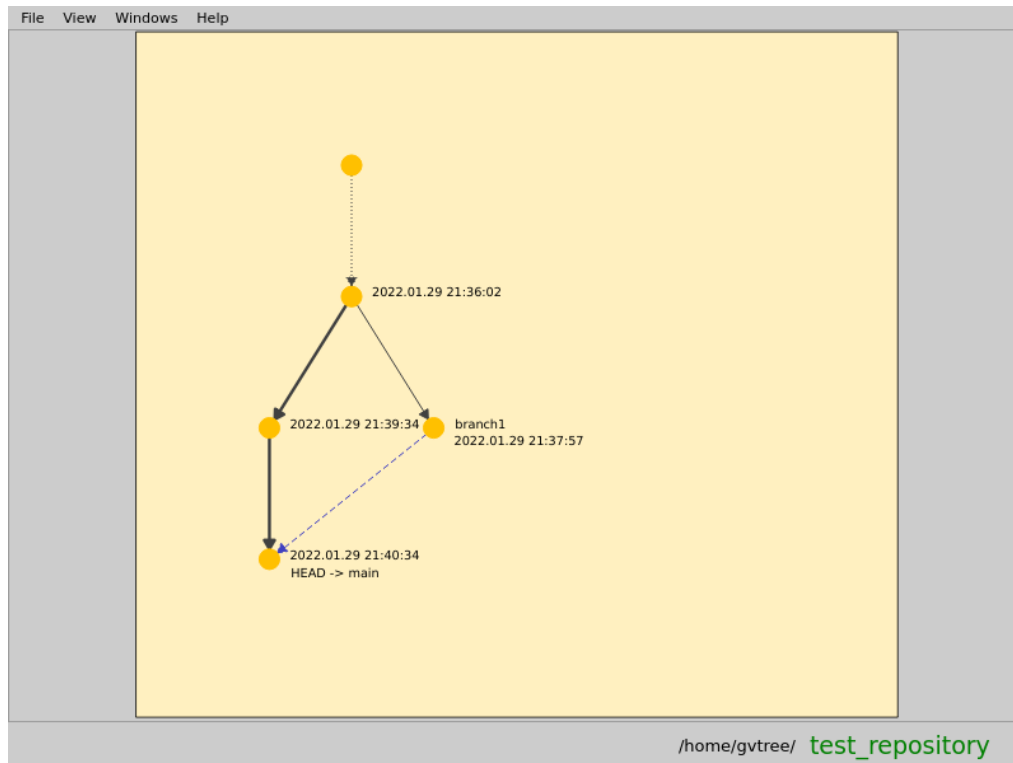 File View Windows Help
2022.01.29 21:36:02
2022.01.29 21:39:34
branch1
2022.01.29 21:37:57
2022.01.29 21:40:34
HEAD -> main
/home/gvtree/ test_repository